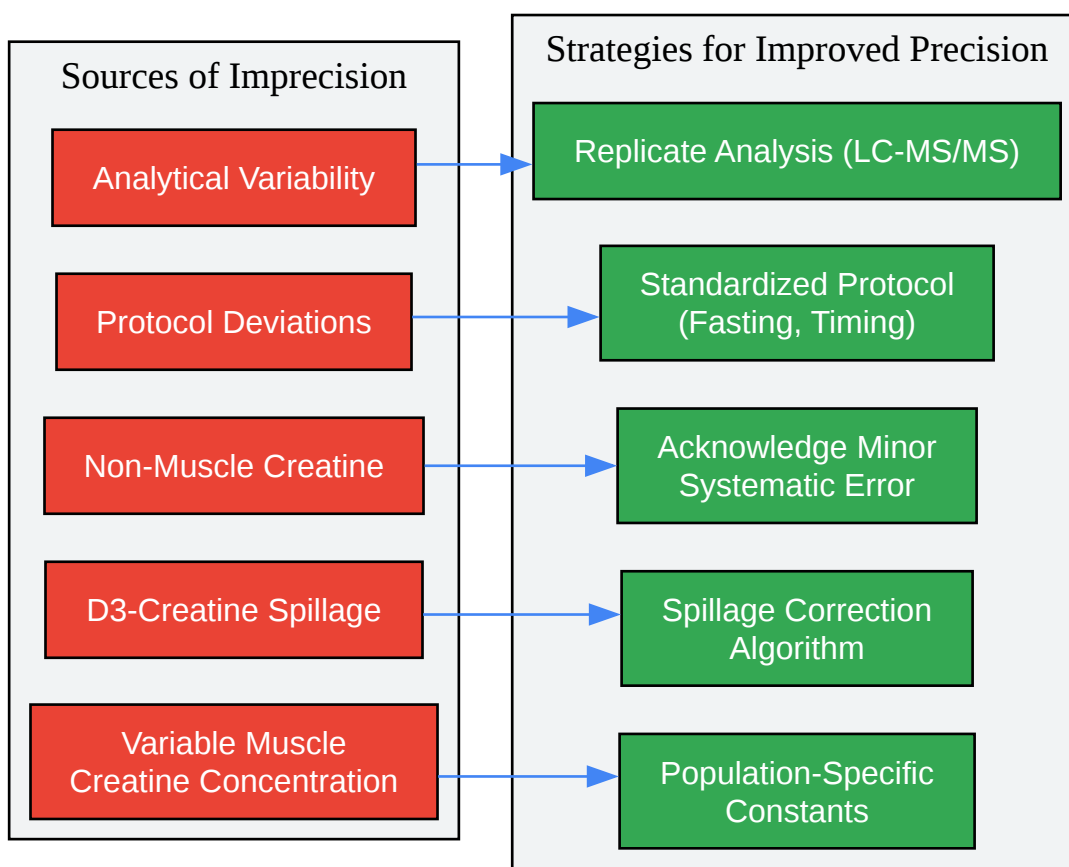 Sources of Imprecision
Analytical Variability
Protocol Deviations
Non-Muscle Creatine
D3-Creatine Spillage
Variable Muscle
Creatine Concentration
Strategies for Improved Precision
Replicate Analysis (LC-MS/MS)
Standardized Protocol
(Fasting, Timing)
Acknowledge Minor
Systematic Error
Spillage Correction
Algorithm
Population-Specific
Constants